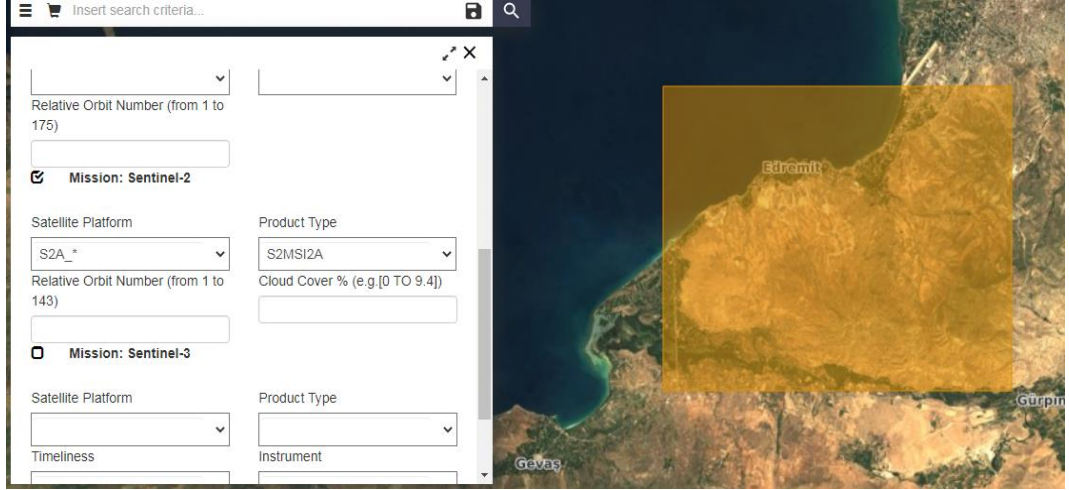 Insert search criteria...
Relative Orbit Number (from 1 to
175)
Mission: Sentinel-2
Satellite Platform
Product Type
S2A_*
S2MSI2A
Relative Orbit Number (from 1 to
143)
Cloud Cover % (e.g.[0 TO 9.4])
Mission: Sentinel-3
Satellite Platform
Product Type
Timeliness
Instrument
Edremit
Gürpın
Gevaş